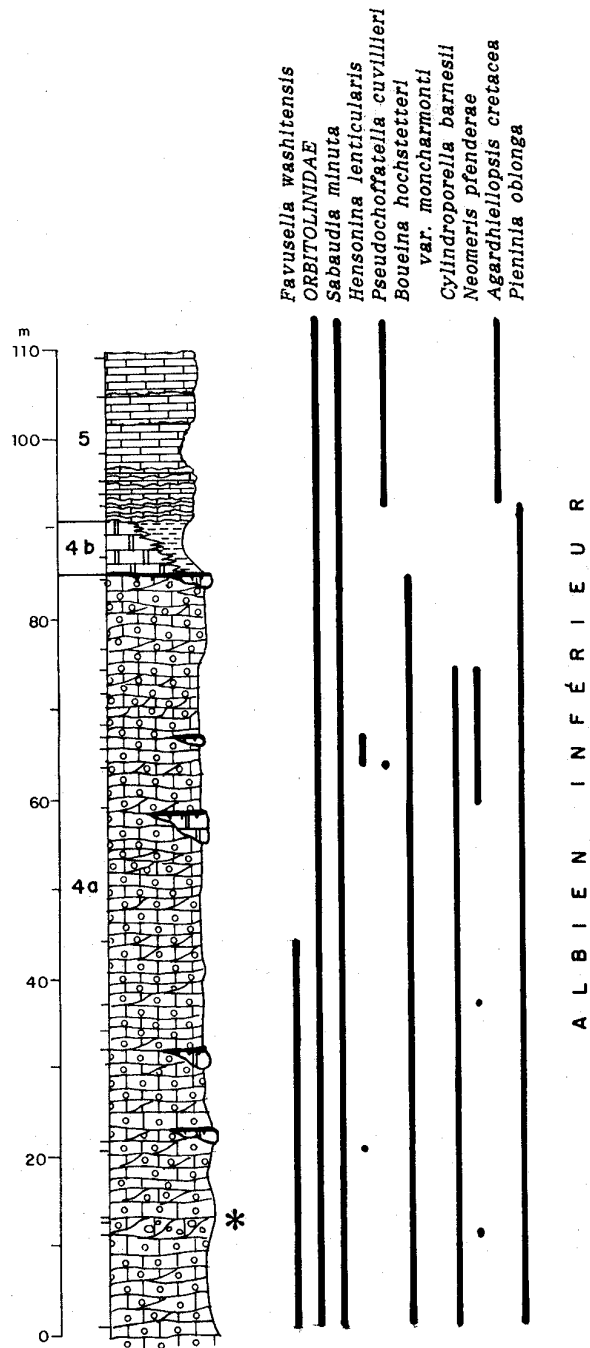 Favusella washitensis
ORBITOLINIDAE
Sabaudia minuta
Hensonina lenticularis
Pseudochoffatella cuvillieri
Boueina hochstetteri
var. moncharmonti
Cylindroporella barnesii
Neomeris pfenderae
Agardhiellopsis cretacea
Pieninia oblonga
m
110
100
80
60
40
20
0
5
4b
4a
*
ALBIEN INFÉRIEUR